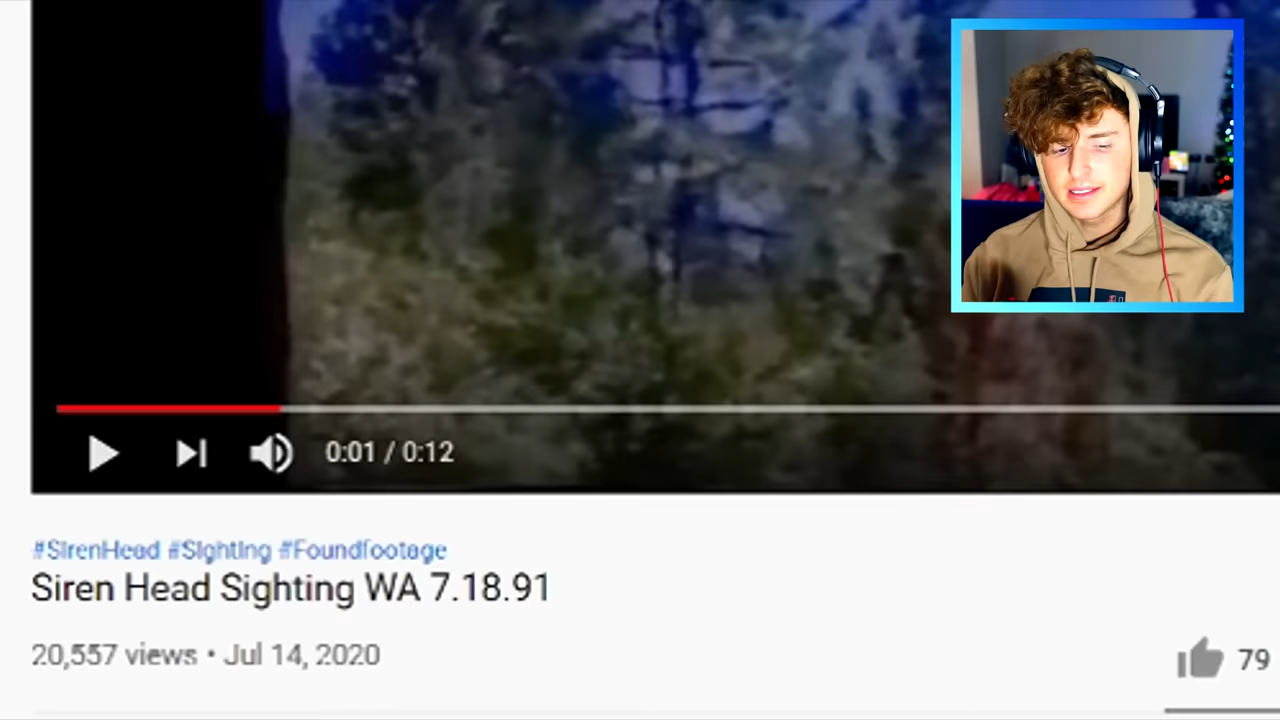 0:01 / 0:12
#SirenHead #Sighting #Foundfootage
Siren Head Sighting WA 7.18.91
20,557 views • Jul 14, 2020
79